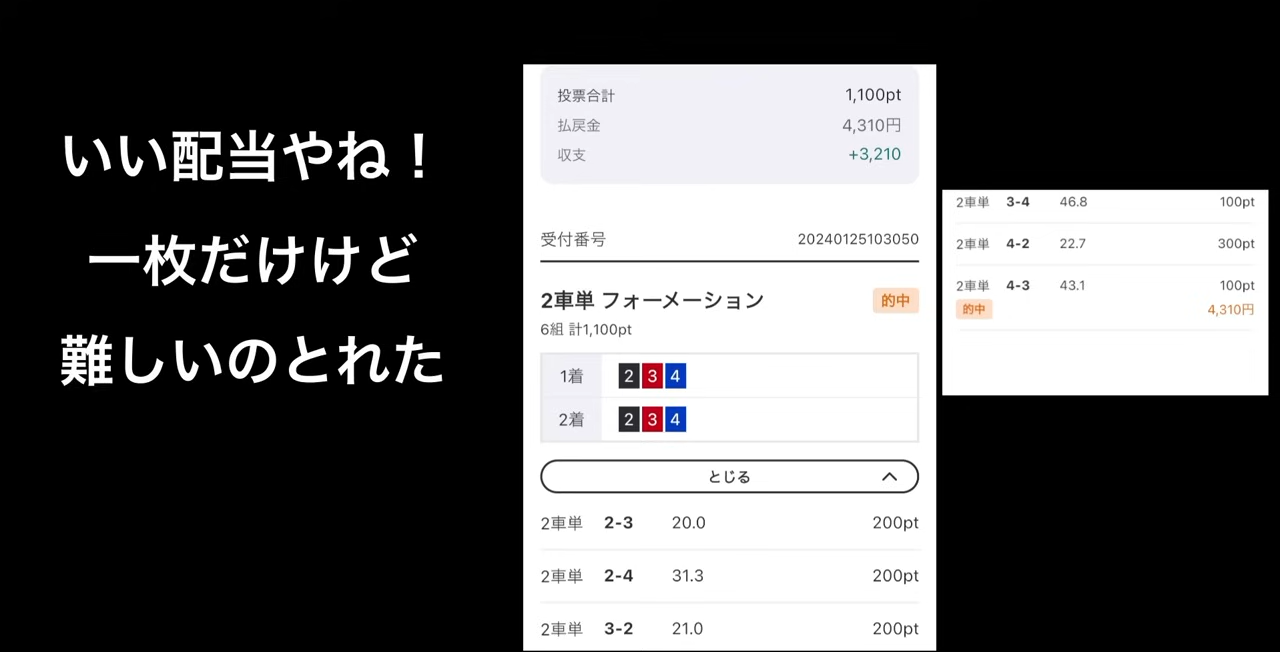 いい配当やね！
一枚だけけど
難しいのとれた
投票合計 1,100pt
払戻金 4,310円
収支 +3,210
受付番号 20240125103050
2車単 フォーメーション 的中
6組 計1,100pt
1着 2 3 4
2着 2 3 4
とじる
2車単 2-3 20.0 200pt
2車単 2-4 31.3 200pt
2車単 3-2 21.0 200pt
2車単 3-4 46.8 100pt
2車単 4-2 22.7 300pt
2車単 4-3 43.1 100pt
的中 4,310円